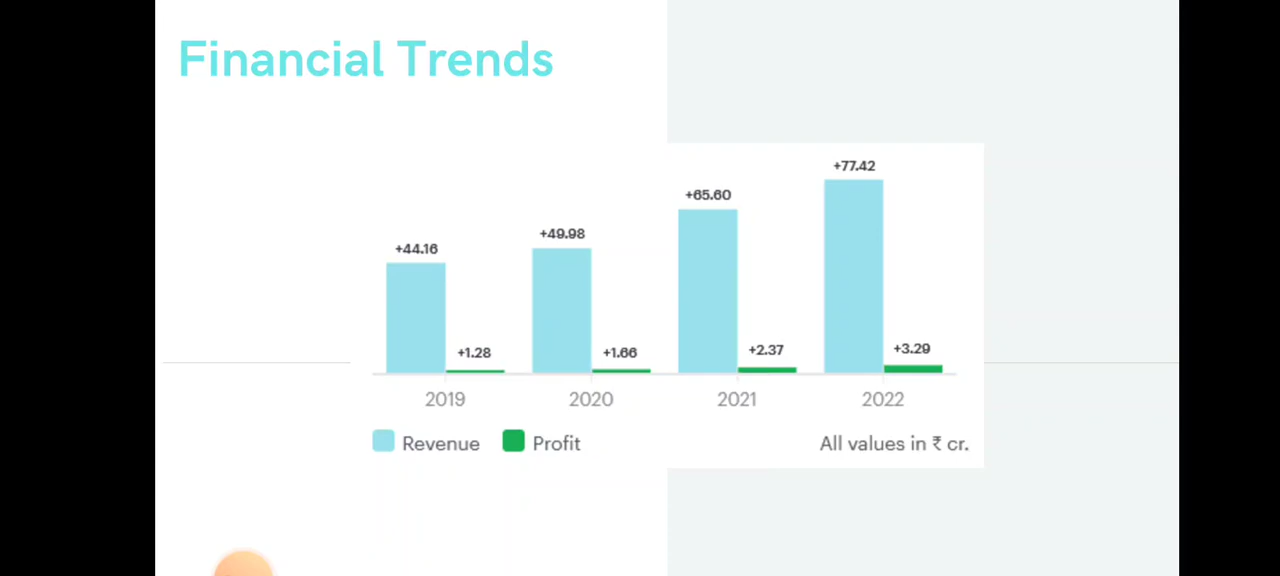 Financial Trends
+77.42
+65.60
+49.98
+44.16
+1.28
+1.66
+2.37
+3.29
2019 2020 2021 2022
Revenue Profit All values in ₹ cr.